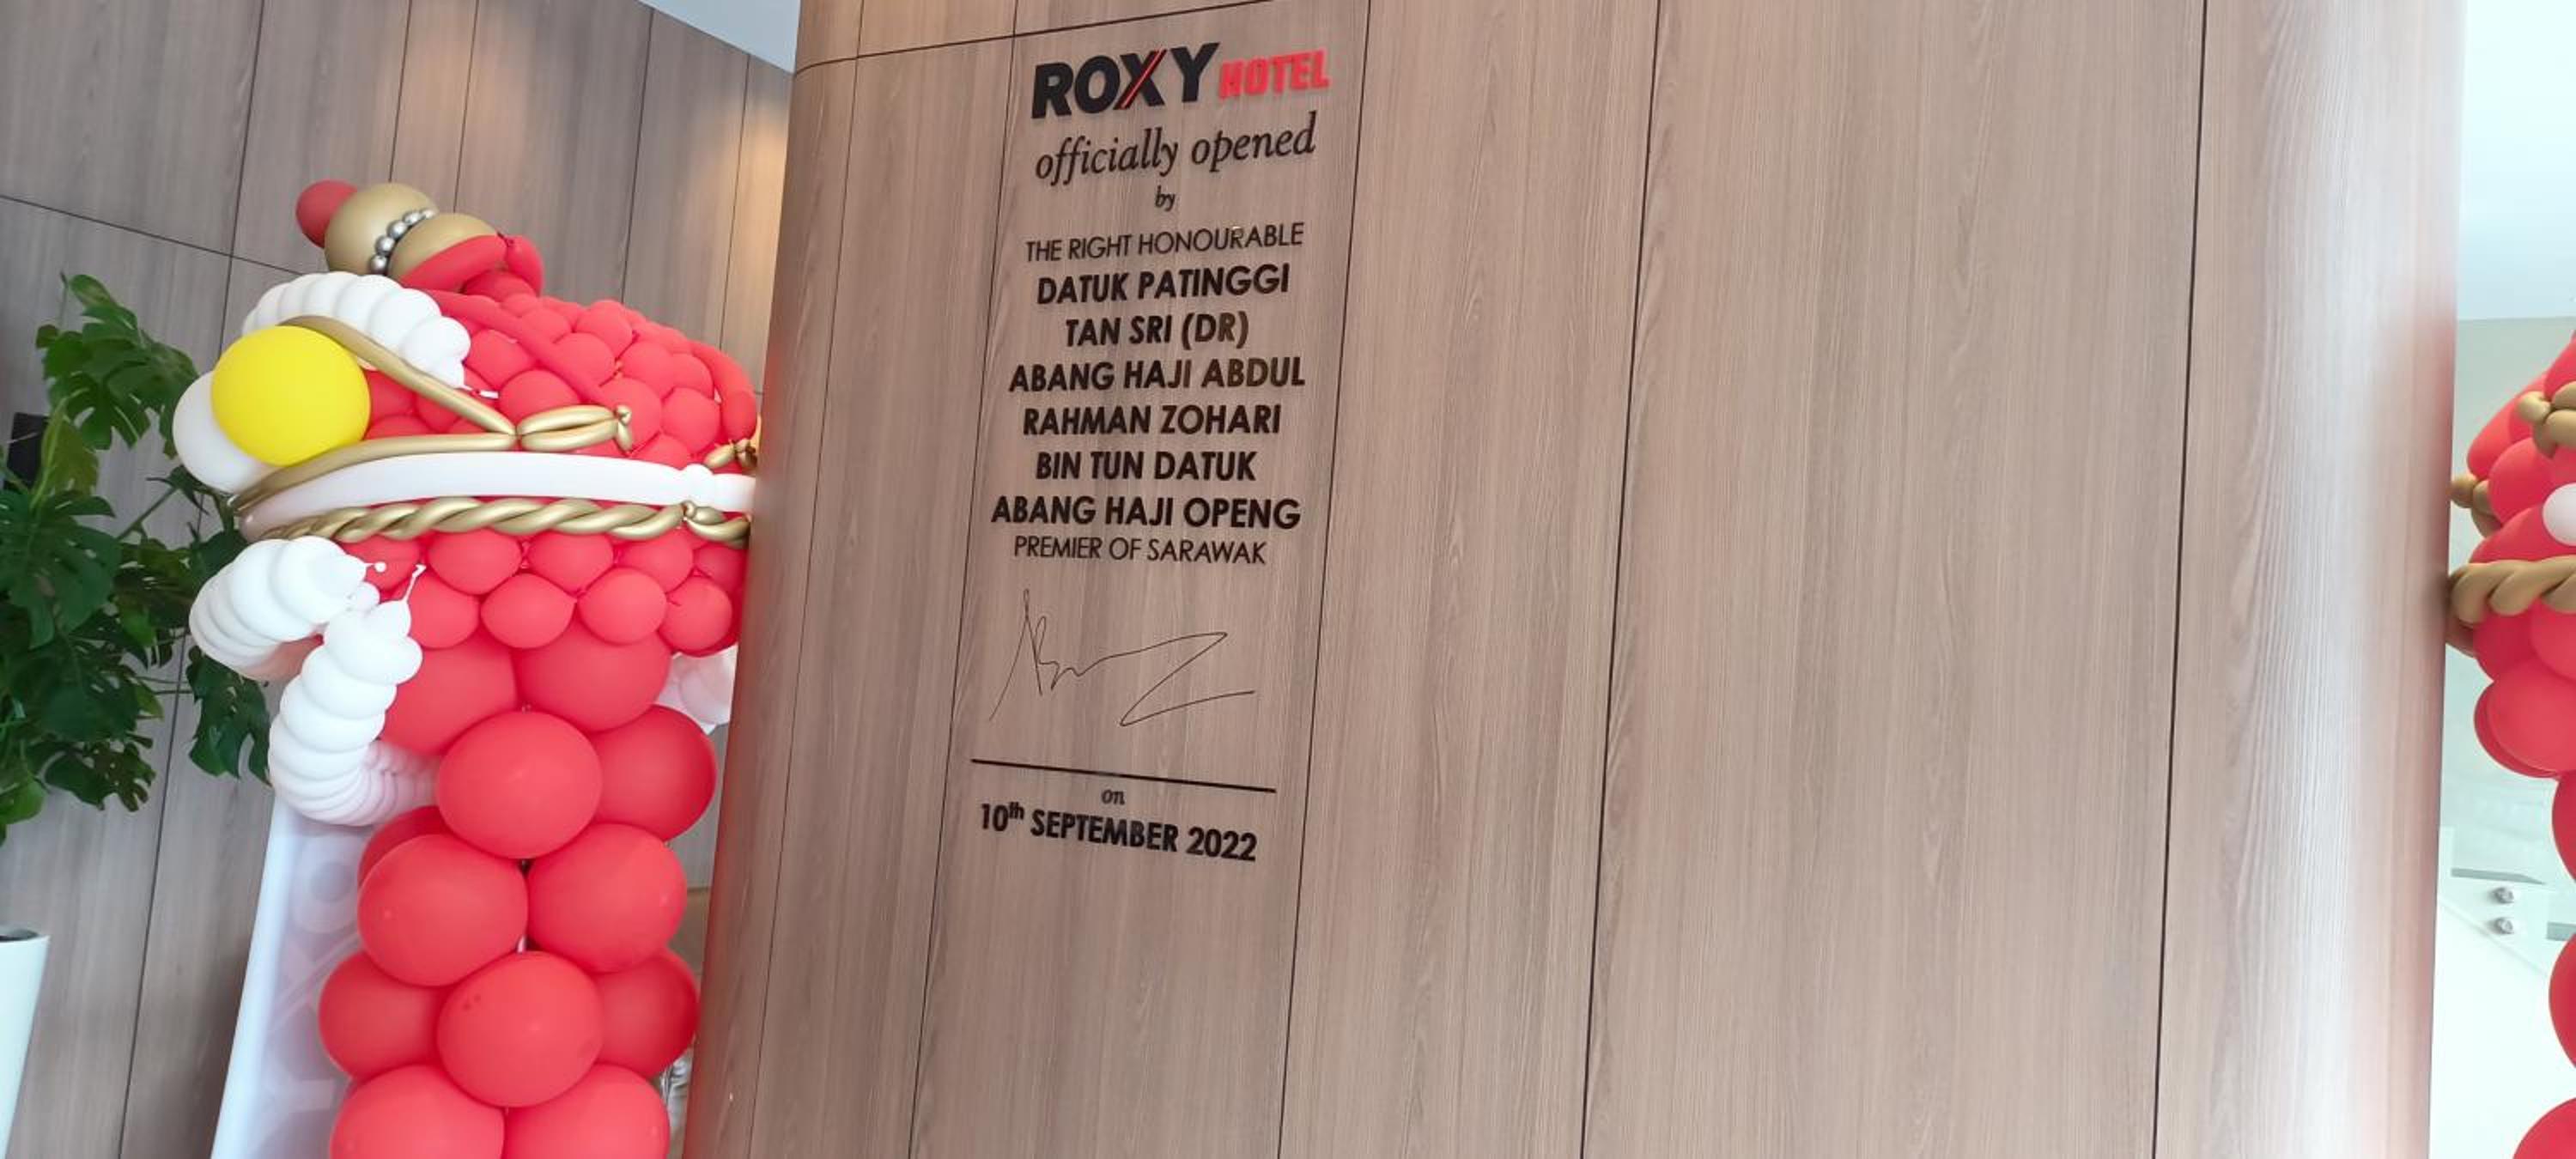 ROXY HOTEL
officially opened
by
THE RIGHT HONOURABLE
DATUK PATINGGI
TAN SRI (DR)
ABANG HAJI ABDUL
RAHMAN ZOHARI
BIN TUN DATUK
ABANG HAJI OPENG
PREMIER OF SARAWAK
on
10th SEPTEMBER 2022